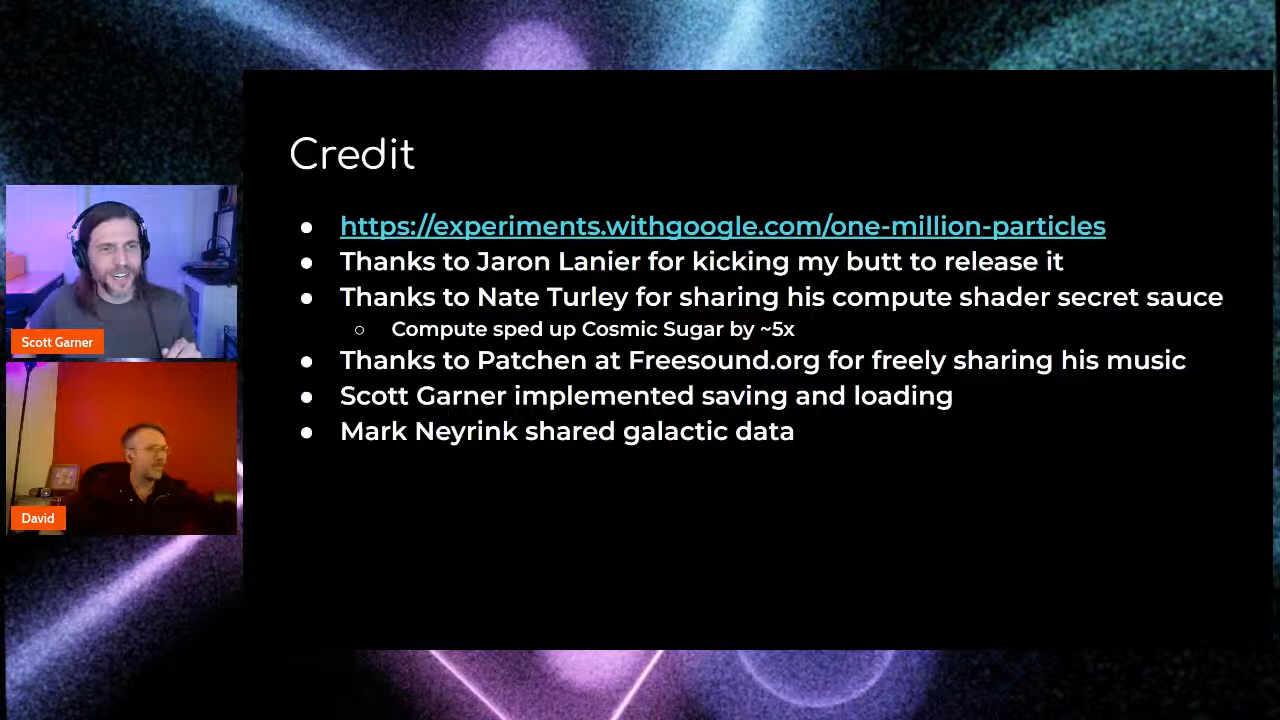 Credit
https://experiments.withgoogle.com/one-million-particles
Thanks to Jaron Lanier for kicking my butt to release it
Thanks to Nate Turley for sharing his compute shader secret sauce
Compute sped up Cosmic Sugar by ~5x
Thanks to Patchen at Freesound.org for freely sharing his music
Scott Garner implemented saving and loading
Mark Neyrink shared galactic data
Scott Garner
David